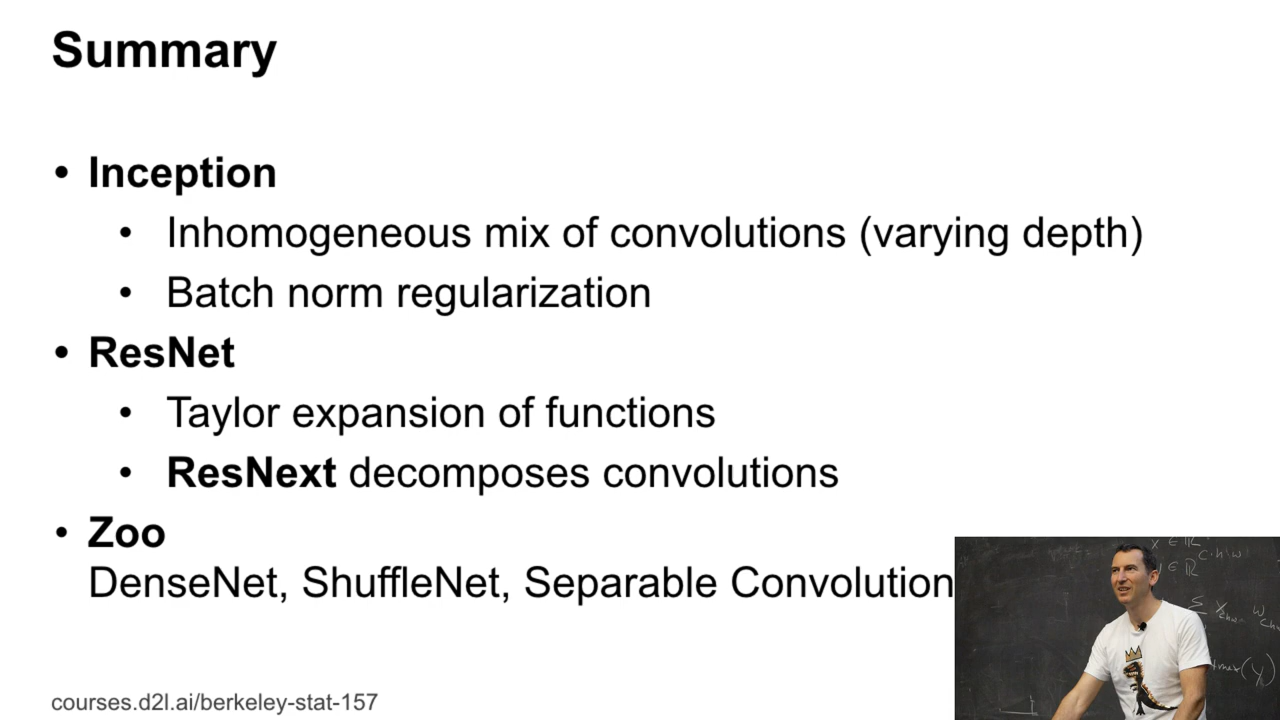 Summary
• Inception
• Inhomogeneous mix of convolutions (varying depth)
• Batch norm regularization
• ResNet
• Taylor expansion of functions
• ResNext decomposes convolutions
• Zoo
DenseNet, ShuffleNet, Separable Convolution
courses.d2l.ai/berkeley-stat-157